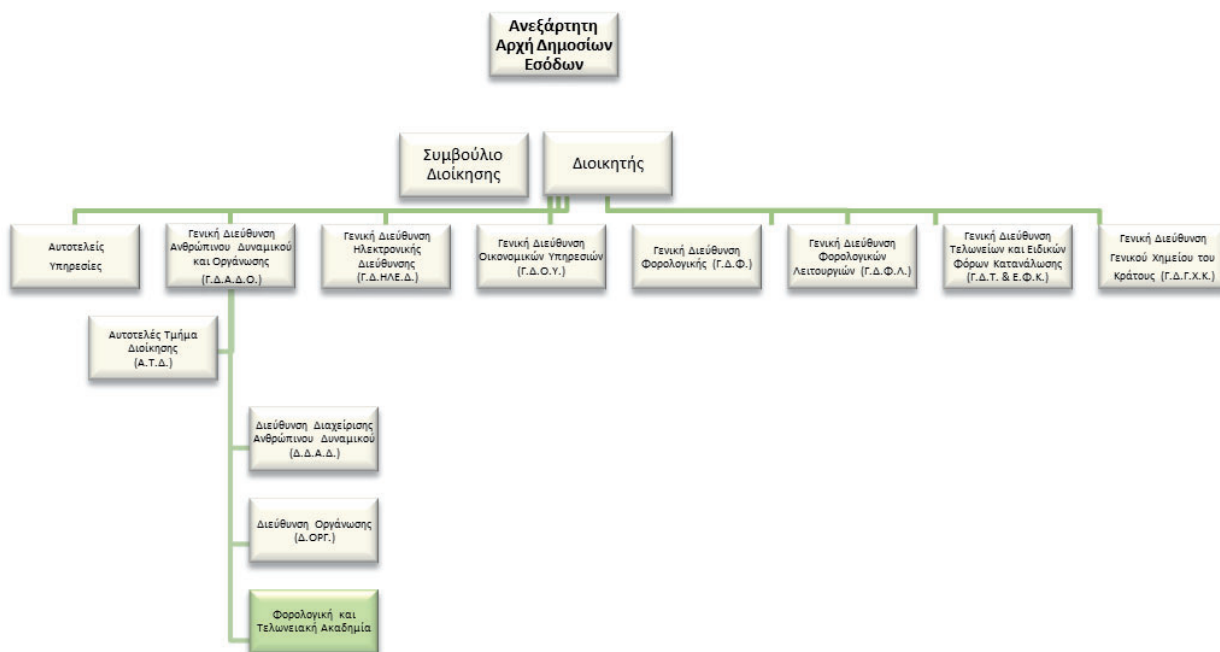 Ανεξάρτητη
Αρχή Δημοσίων
Εσόδων
Συμβούλιο
Διοίκησης
Διοικητής
Αυτοτελείς
Υπηρεσίες
Γενική Διεύθυνση
Ανθρώπινου Δυναμικού
και Οργάνωσης
(Γ.Δ.Α.Δ.Ο.)
Γενική Διεύθυνση
Ηλεκτρονικής
Διεύθυνσης
(Γ.Δ.ΗΛΕ.Δ.)
Γενική Διεύθυνση
Οικονομικών Υπηρεσιών
(Γ.Δ.Ο.Υ.)
Γενική Διεύθυνση
Φορολογικής (Γ.Δ.Φ.)
Γενική Διεύθυνση
Φορολογικών
Λειτουργιών (Γ.Δ.Φ.Λ.)
Γενική Διεύθυνση
Τελωνείων και Ειδικών
Φόρων Κατανάλωσης
(Γ.Δ.Τ. & Ε.Φ.Κ.)
Γενική Διεύθυνση
Γενικού Χημείου του
Κράτους (Γ.Δ.Γ.Χ.Κ.)
Αυτοτελές Τμήμα
Διοίκησης
(Α.Τ.Δ.)
Διεύθυνση Διαχείρισης
Ανθρώπινου Δυναμικού
(Δ.Δ.Α.Δ.)
Διεύθυνση Οργάνωσης
(Δ.ΟΡΓ.)
Φορολογική και
Τελωνειακή Ακαδημία